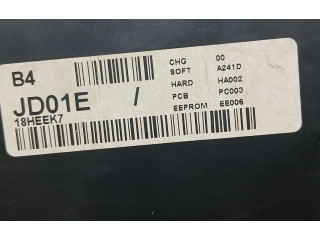 B4
JD01E /
18HEEK7
CHG 00
SOFT A241D
HARD HA002
PCB PC003
EEPROM EE006